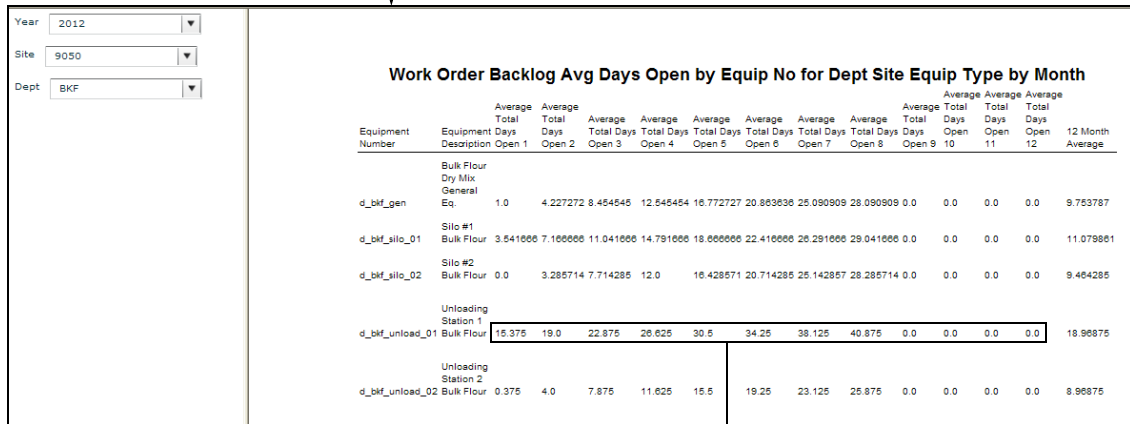 Year 2012
Site 9050
Dept BKF
Work Order Backlog Avg Days Open by Equip No for Dept Site Equip Type by Month
Average Average Average
Average Average Average Total Total Total
Total Total Average Average Average Average Average Average Total Days Days Days
Equipment Equipment Days Days Total Days Total Days Total Days Total Days Total Days Total Days Days Open Open Open 12 Month
Number Description Open 1 Open 2 Open 3 Open 4 Open 5 Open 6 Open 7 Open 8 Open 9 10 11 12 Average
Bulk Flour
Dry Mix
General
d_bkf_gen Eq. 1.0 4.227272 8.454545 12.545454 16.772727 20.863636 25.090909 28.090909 0.0 0.0 0.0 0.0 9.753787
Silo #1
d_bkf_silo_01 Bulk Flour 3.541666 7.166666 11.041666 14.791666 18.666666 22.416666 26.291666 29.041666 0.0 0.0 0.0 0.0 11.079861
Silo #2
d_bkf_silo_02 Bulk Flour 0.0 3.285714 7.714285 12.0 16.428571 20.714285 25.142857 28.285714 0.0 0.0 0.0 0.0 9.464285
Unloading
Station 1
d_bkf_unload_01 Bulk Flour 15.375 19.0 22.875 26.625 30.5 34.25 38.125 40.875 0.0 0.0 0.0 0.0 18.96875
Unloading
Station 2
d_bkf_unload_02 Bulk Flour 0.375 4.0 7.875 11.625 15.5 19.25 23.125 25.875 0.0 0.0 0.0 0.0 8.96875